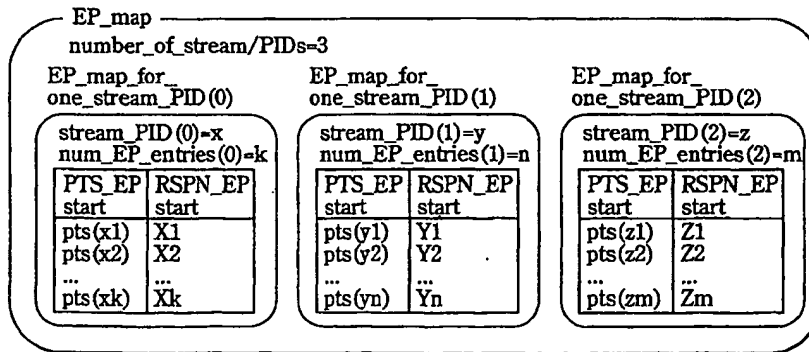 EP_map
number_of_stream/PIDs=3
EP_map_for_
one_stream_PID(0)
stream_PID(0)=x
num_EP_entries(0)=k
PTS_EP start RSPN_EP start
pts(x1) X1
pts(x2) X2
... ...
pts(xk) Xk
EP_map_for_
one_stream_PID(1)
stream_PID(1)=y
num_EP_entries(1)=n
PTS_EP start RSPN_EP start
pts(y1) Y1
pts(y2) Y2
... ...
pts(yn) Yn
EP_map_for_
one_stream_PID(2)
stream_PID(2)=z
num_EP_entries(2)=m
PTS_EP start RSPN_EP start
pts(z1) Z1
pts(z2) Z2
... ...
pts(zm) Zm